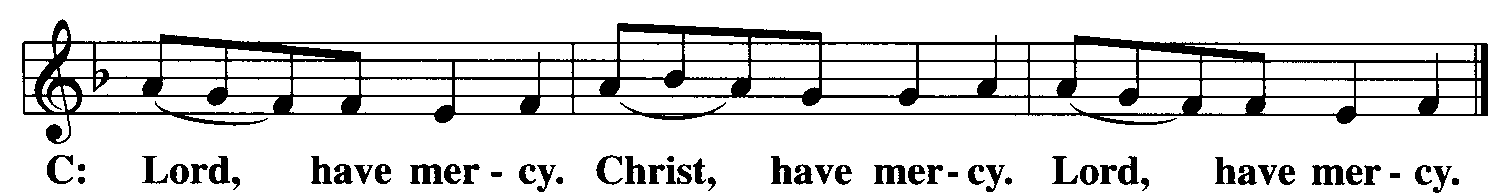 C: Lord, have mer - cy. Christ, have mer - cy. Lord, have mer - cy.